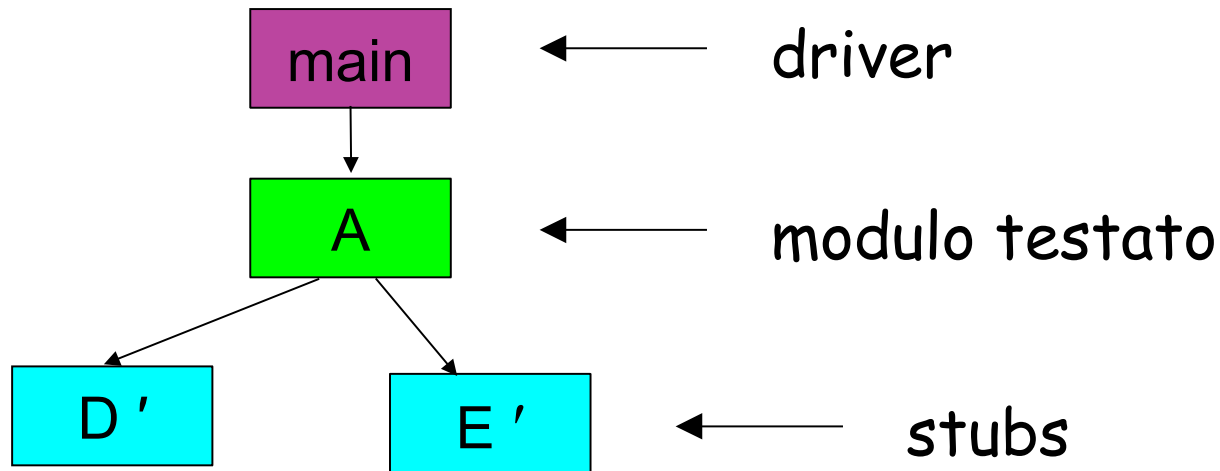 main
driver
A
modulo testato
D ′
E ′
stubs